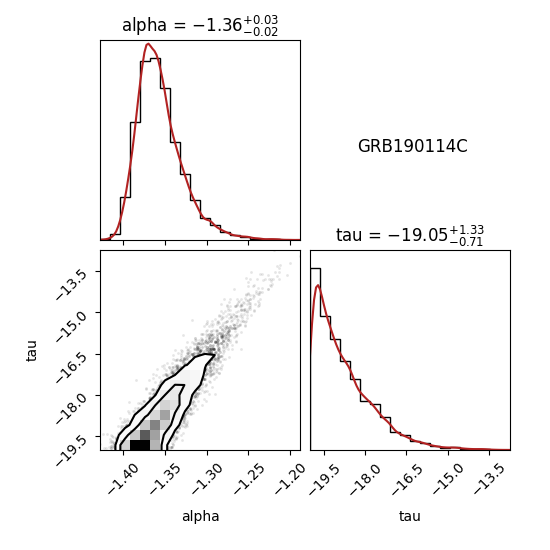 alpha = −1.36+0.03−0.02
GRB190114C
tau = −19.05+1.33−0.71
tau
−13.5
−15.0
−16.5
−18.0
−19.5
−1.40 −1.35 −1.30 −1.25 −1.20
alpha
−19.5 −18.0 −16.5 −15.0 −13.5
tau